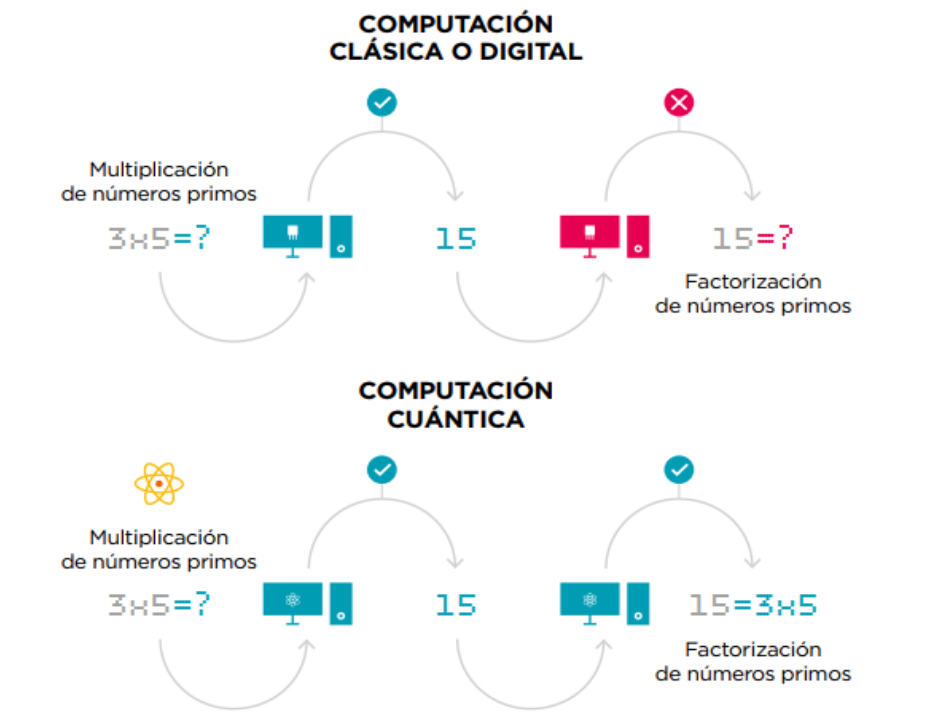 COMPUTACIÓN
CLÁSICA O DIGITAL
Multiplicación
de números primos
3x5=?
15
15=?
Factorización
de números primos
COMPUTACIÓN
CUÁNTICA
Multiplicación
de números primos
3x5=?
15
15=3x5
Factorización
de números primos